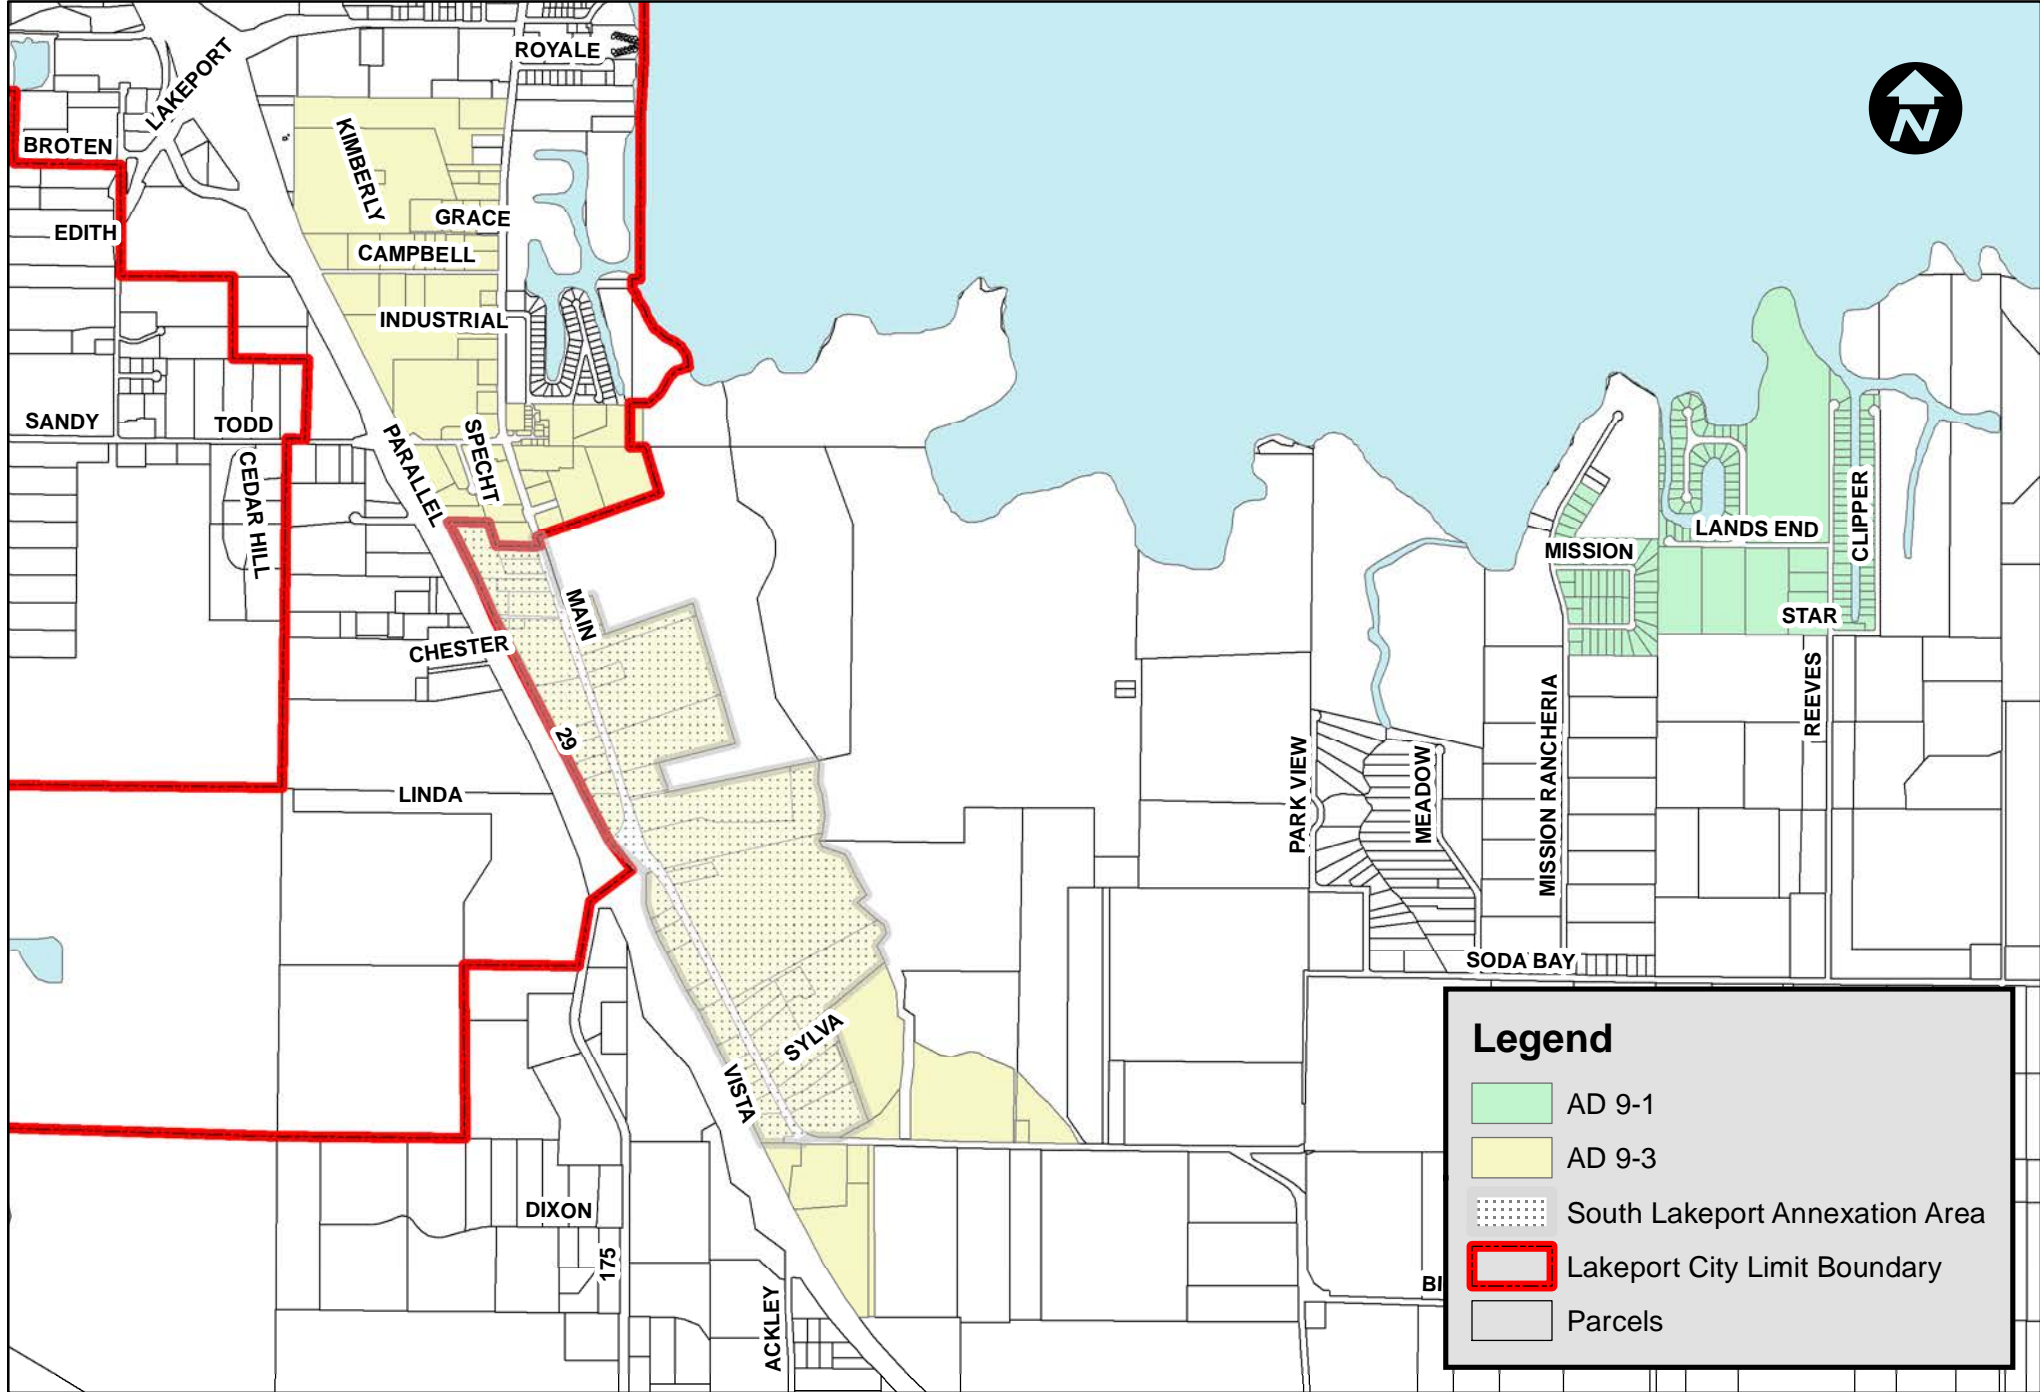 ROYALE
LAKEPORT
N
BROTEN
KIMBERLY
GRACE
EDITH
CAMPBELL
INDUSTRIAL
SANDY
TODD
SPECHT
PARALLEL
CEDAR HILL
CLIPPER
LANDS END
MISSION
MAIN
STAR
CHESTER
REEVES
MISSION RANCHERIA
29
PARK VIEW
MEADOW
LINDA
SODA BAY
SYLVA
VISTA
DIXON
175
ACKLEY
BI
Legend
AD 9-1
AD 9-3
South Lakeport Annexation Area
Lakeport City Limit Boundary
Parcels